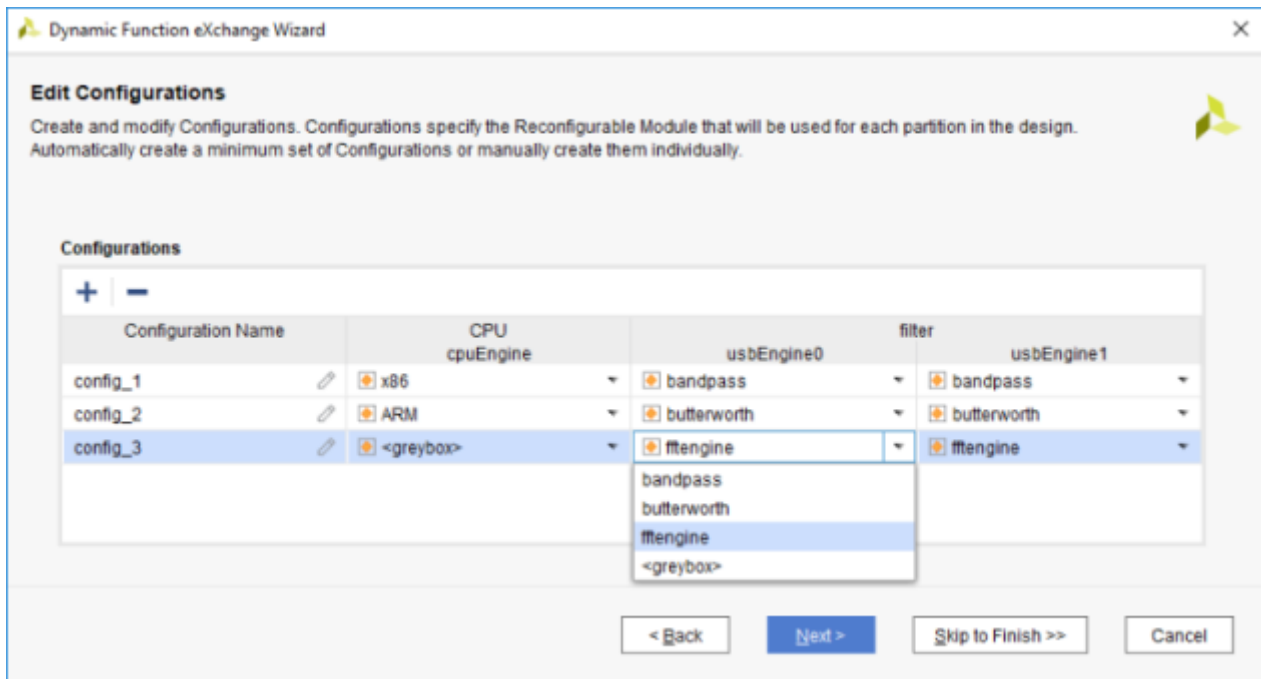 Dynamic Function eXchange Wizard
Edit Configurations
Create and modify Configurations. Configurations specify the Reconfigurable Module that will be used for each partition in the design.
Automatically create a minimum set of Configurations or manually create them individually.
Configurations
Configuration Name CPU filter
cpuEngine usbEngine0 usbEngine1
config_1 x86 bandpass bandpass
config_2 ARM butterworth butterworth
config_3 <greybox> fftengine fftengine
bandpass
butterworth
fftengine
<greybox>
< Back Next > Skip to Finish >> Cancel